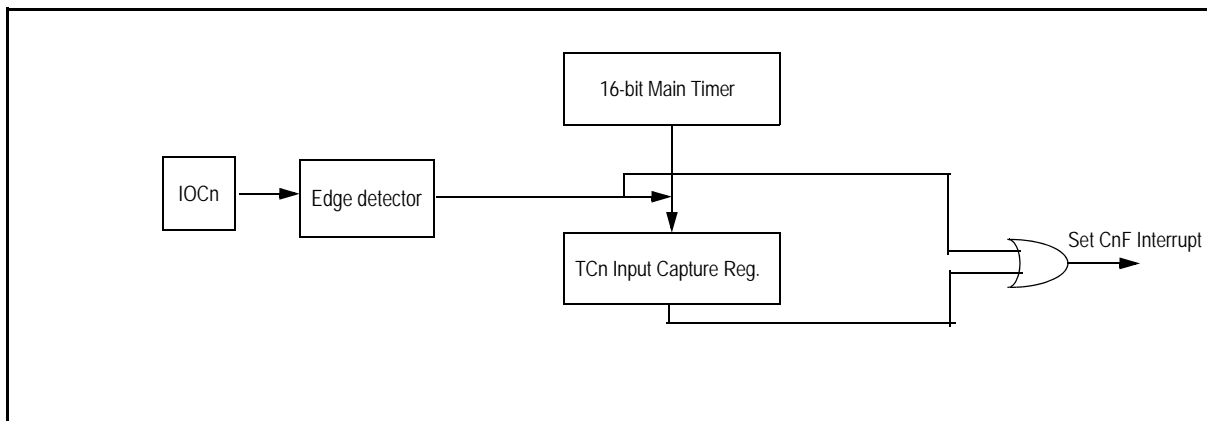 16-bit Main Timer
IOCn
Edge detector
TCn Input Capture Reg.
Set CnF Interrupt